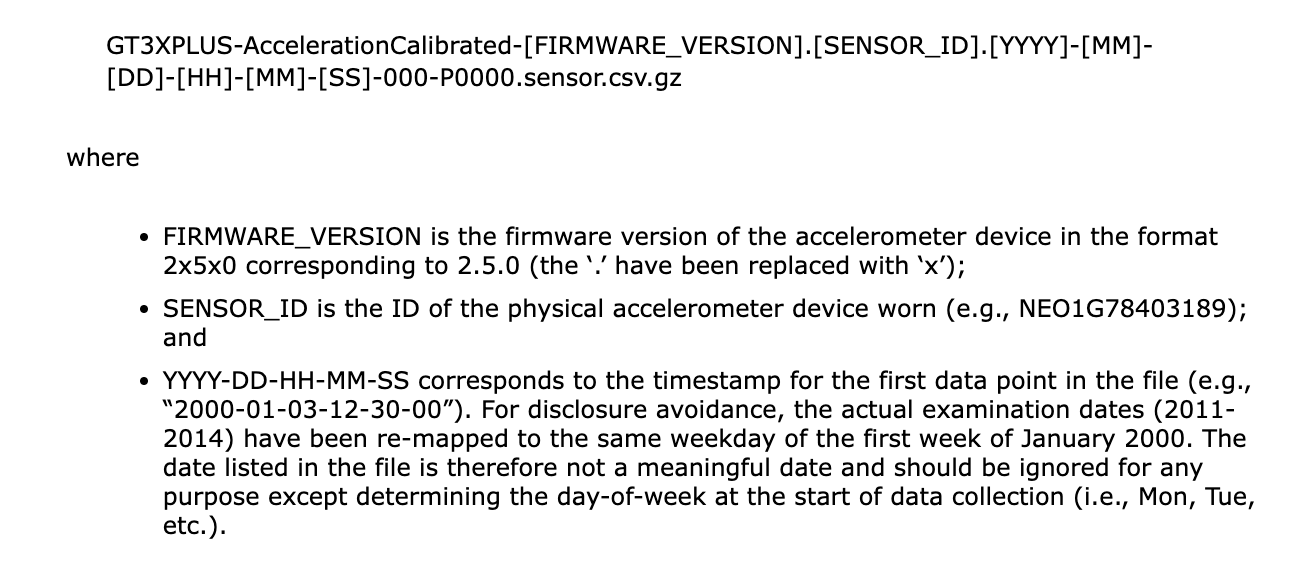 GT3XPLUS-AccelerationCalibrated-[FIRMWARE_VERSION].[SENSOR_ID].[YYYY]-[MM]-
[DD]-[HH]-[MM]-[SS]-000-P0000.sensor.csv.gz
where
• FIRMWARE_VERSION is the firmware version of the accelerometer device in the format
2x5x0 corresponding to 2.5.0 (the ‘.’ have been replaced with ‘x’);
• SENSOR_ID is the ID of the physical accelerometer device worn (e.g., NEO1G78403189);
and
• YYYY-DD-HH-MM-SS corresponds to the timestamp for the first data point in the file (e.g.,
“2000-01-03-12-30-00”). For disclosure avoidance, the actual examination dates (2011-
2014) have been re-mapped to the same weekday of the first week of January 2000. The
date listed in the file is therefore not a meaningful date and should be ignored for any
purpose except determining the day-of-week at the start of data collection (i.e., Mon, Tue,
etc.).